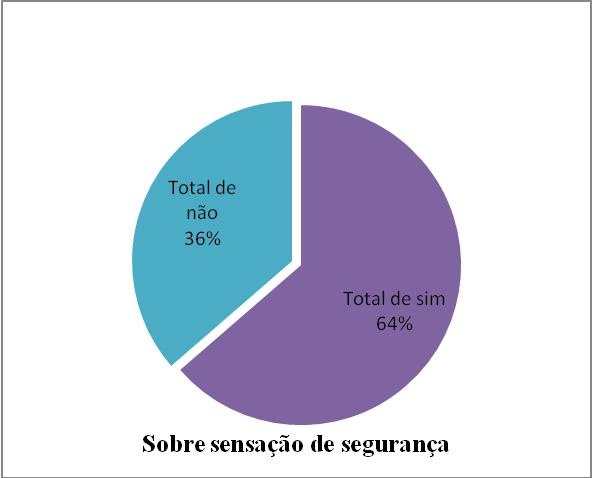 Total de
não
36%
Total de sim
64%
Sobre sensação de segurança